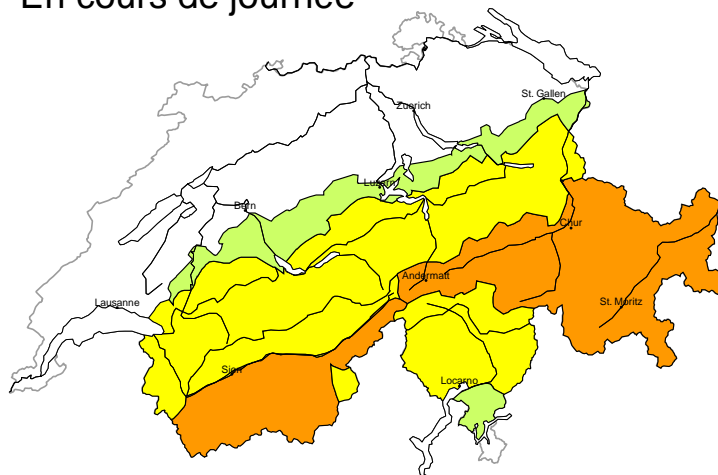 En cours de journée
St. Gallen
Zuerich
Luzern
Bern
Chur
Andermatt
Lausanne
St. Moritz
Sion
Locarno